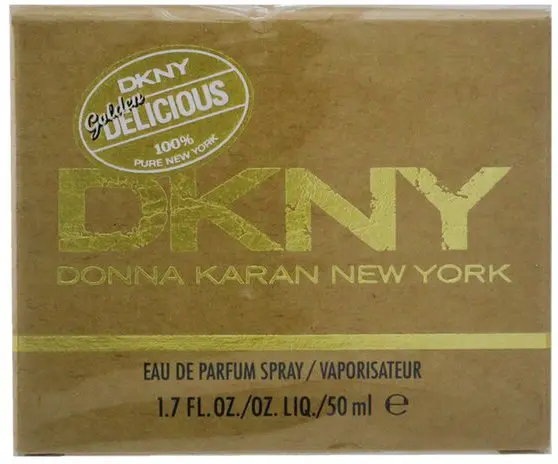 DKNY
Golden
DELICIOUS
100%
PURE NEW YORK
DKNY
DONNA KARAN NEW YORK
EAU DE PARFUM SPRAY / VAPORISATEUR
1.7 FL.OZ./OZ. LIQ./50 ml ℮